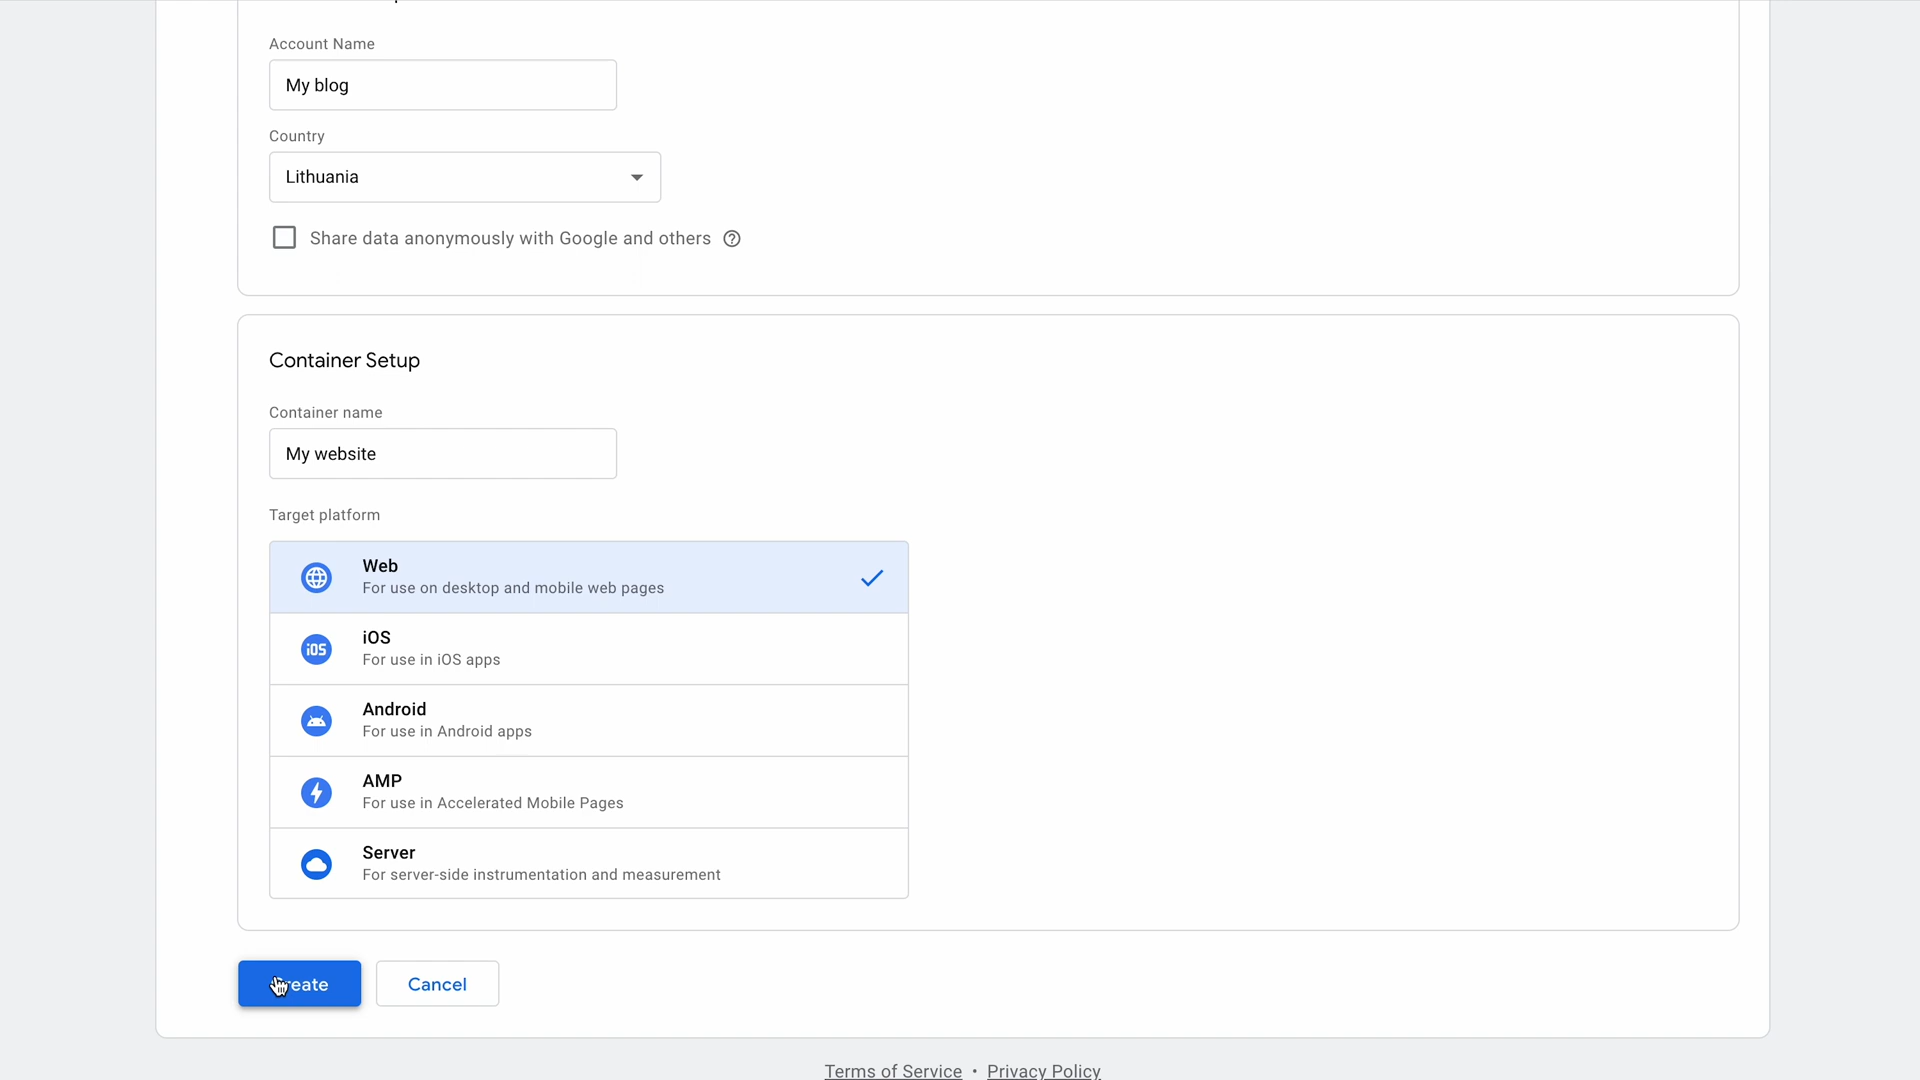 Account Name
My blog
Country
Lithuania
Share data anonymously with Google and others
Container Setup
Container name
My website
Target platform
Web
For use on desktop and mobile web pages
iOS
iOS
For use in iOS apps
Android
For use in Android apps
AMP
For use in Accelerated Mobile Pages
Server
For server-side instrumentation and measurement
Create Cancel
Terms of Service • Privacy Policy